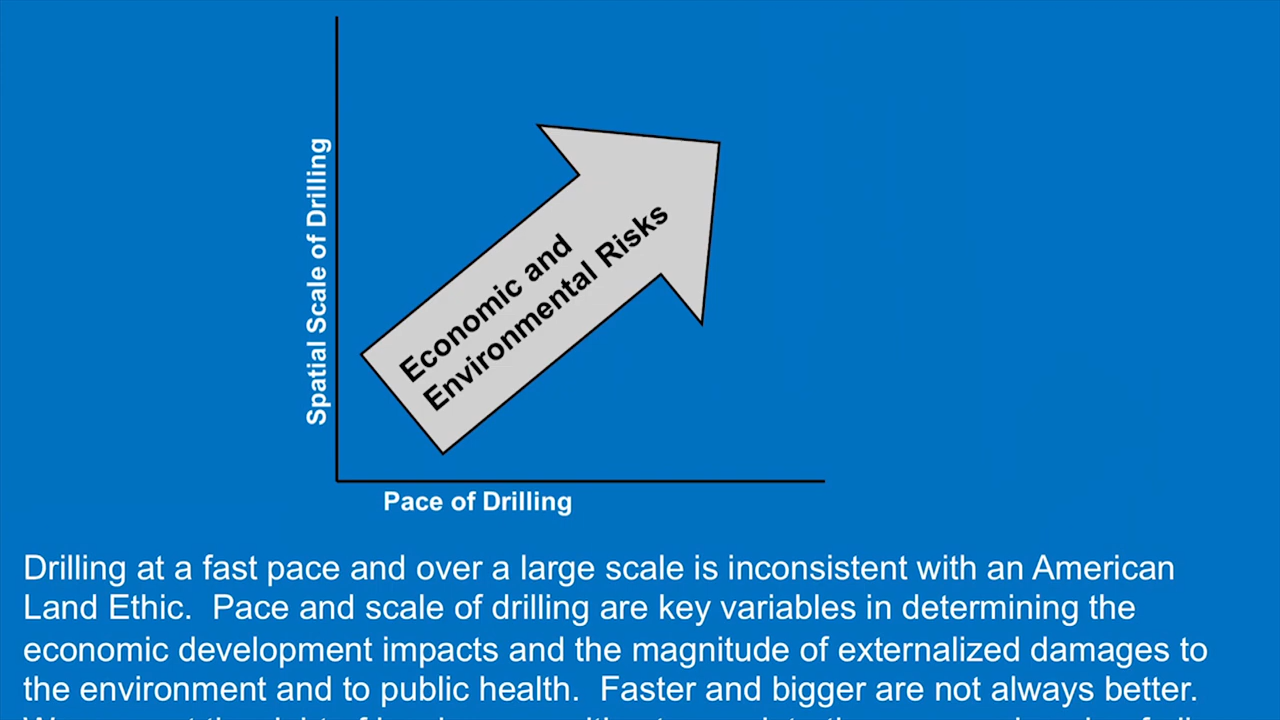 Spatial Scale of Drilling
Economic and
Environmental Risks
Pace of Drilling
Drilling at a fast pace and over a large scale is inconsistent with an American
Land Ethic. Pace and scale of drilling are key variables in determining the
economic development impacts and the magnitude of externalized damages to
the environment and to public health. Faster and bigger are not always better.